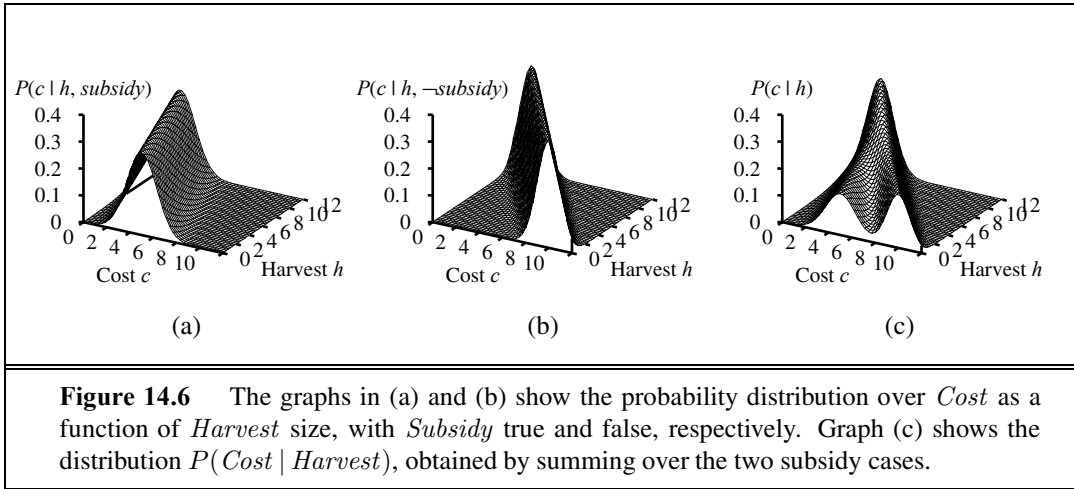 P(c | h, subsidy)
0.4
0.3
0.2
0.1
0
0 2 4 6 8 10
Cost c
0 2 4 6 8 10 12
Harvest h
(a)
P(c | h, ¬subsidy)
0.4
0.3
0.2
0.1
0
0 2 4 6 8 10
Cost c
0 2 4 6 8 10 12
Harvest h
(b)
P(c | h)
0.4
0.3
0.2
0.1
0
0 2 4 6 8 10
Cost c
0 2 4 6 8 10 12
Harvest h
(c)
Figure 14.6 The graphs in (a) and (b) show the probability distribution over Cost as a
function of Harvest size, with Subsidy true and false, respectively. Graph (c) shows the
distribution P(Cost | Harvest), obtained by summing over the two subsidy cases.